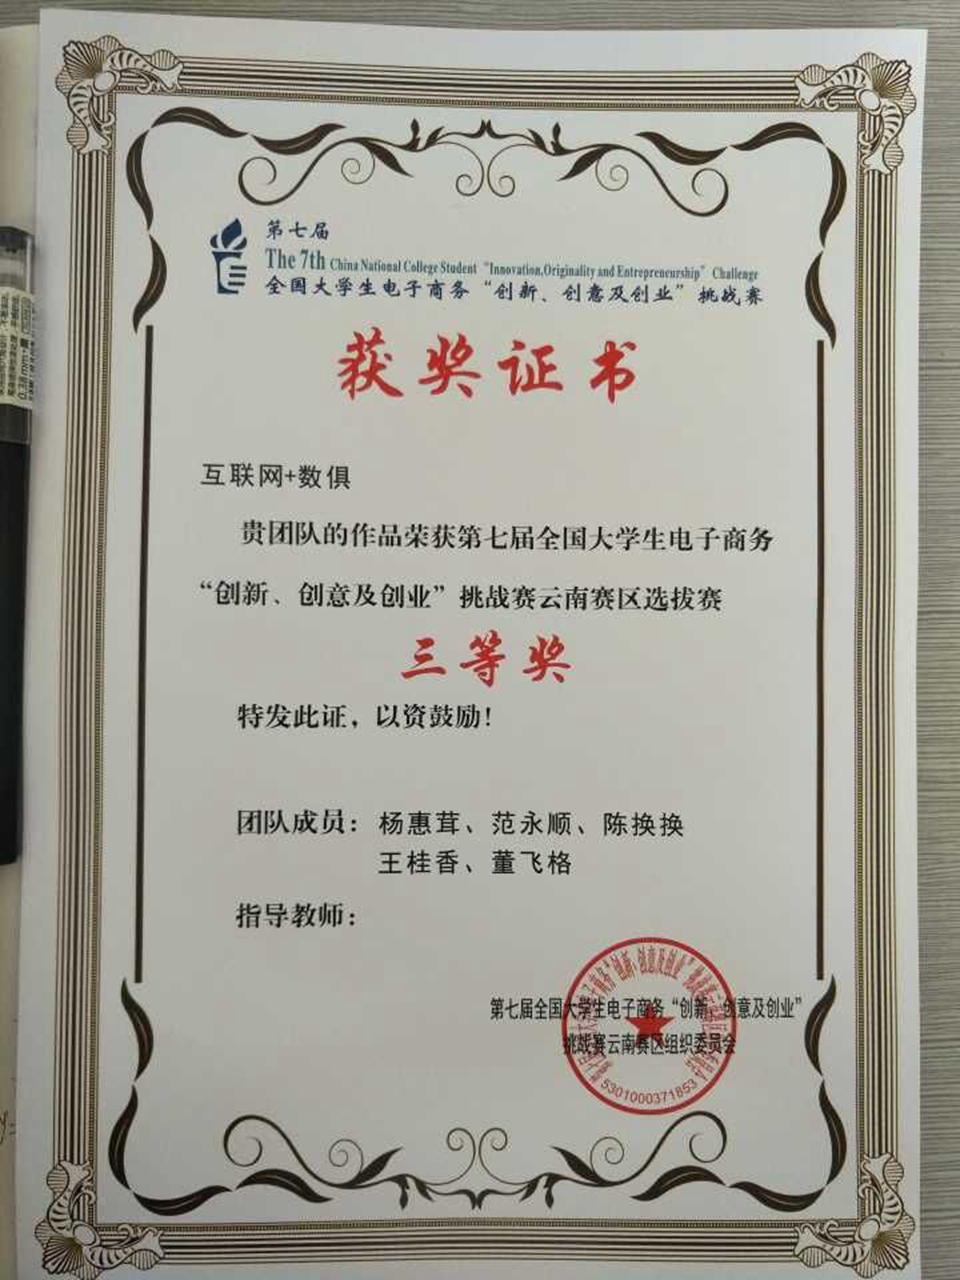 第七届
The 7th China National College Student “Innovation,Originality and Entrepreneurship” Challenge
全国大学生电子商务“创新、创意及创业”挑战赛
获奖证书
互联网+数俱
贵团队的作品荣获第七届全国大学生电子商务
“创新、创意及创业”挑战赛云南赛区选拔赛
三等奖
特发此证，以资鼓励！
团队成员：杨惠茸、范永顺、陈换换
王桂香、董飞格
指导教师：
第七届全国大学生电子商务“创新、创意及创业”
挑战赛云南赛区组织委员会
5301000371853